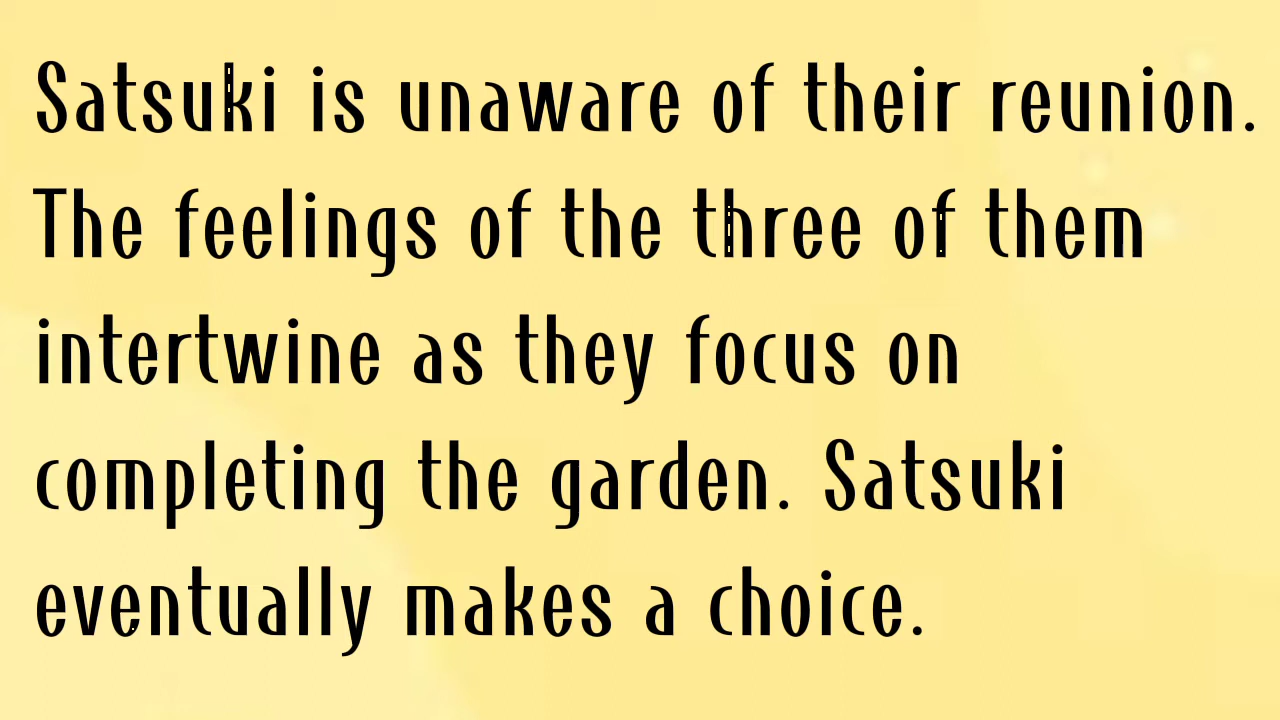 Satsuki is unaware of their reunion.
The feelings of the three of them
intertwine as they focus on
completing the garden. Satsuki
eventually makes a choice.